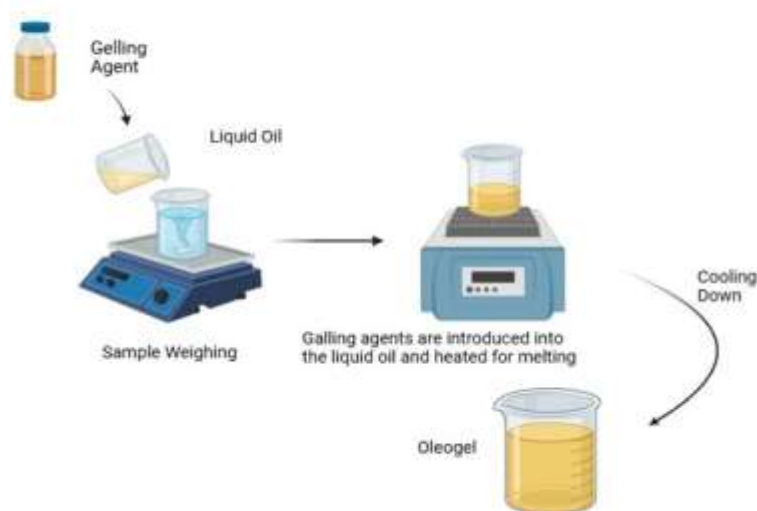 Gelling
Agent
Liquid Oil
Sample Weighing
Galling agents are introduced into
the liquid oil and heated for melting
Cooling
Down
Oleogel